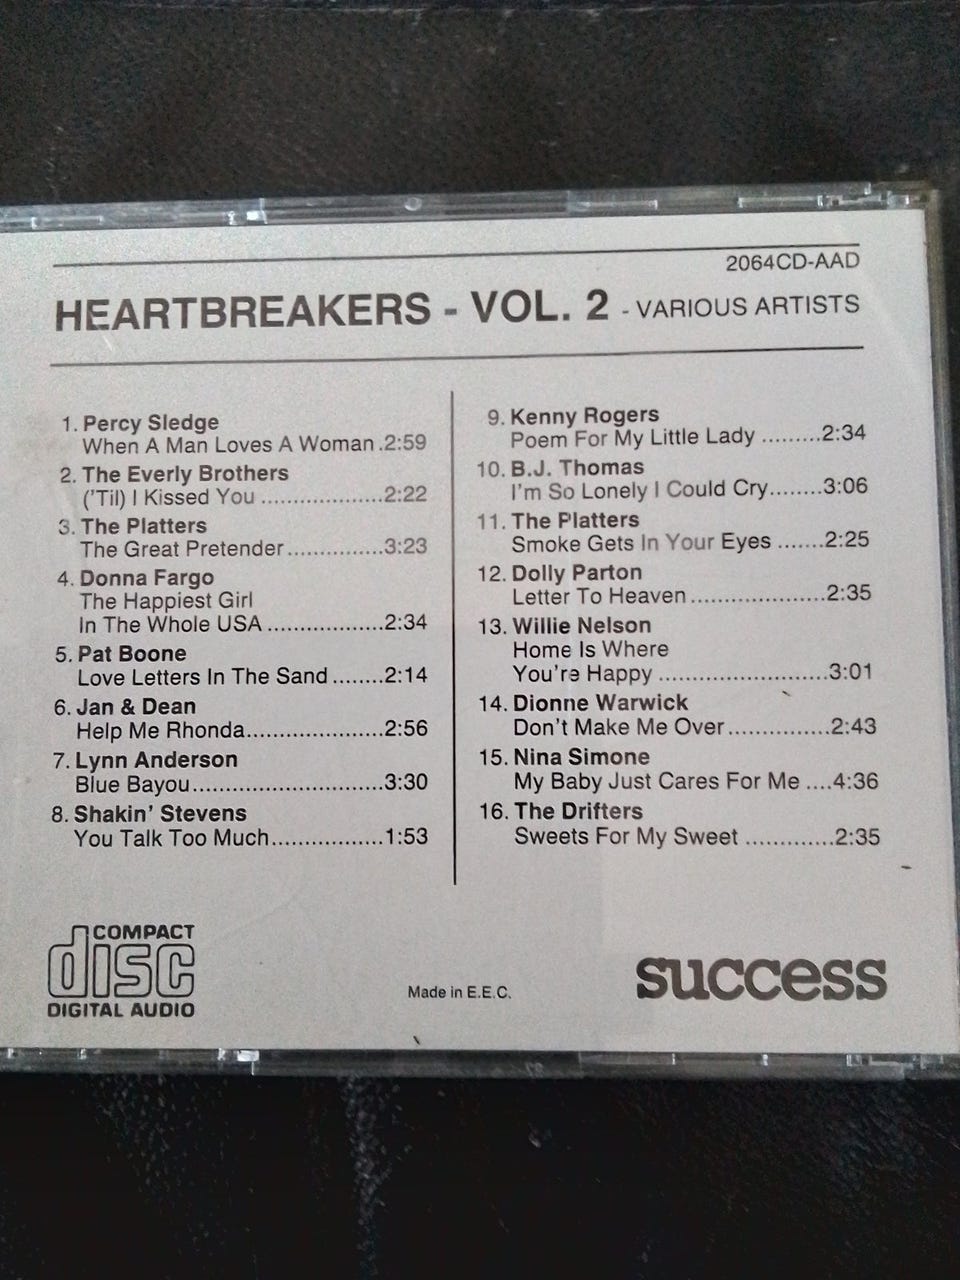 2064CD-AAD
HEARTBREAKERS - VOL. 2 - VARIOUS ARTISTS
1. Percy Sledge
When A Man Loves A Woman .2:59
2. The Everly Brothers
('Til) I Kissed You ..................2:22
3. The Platters
The Great Pretender..............3:23
4. Donna Fargo
The Happiest Girl
In The Whole USA .................2:34
5. Pat Boone
Love Letters In The Sand ........2:14
6. Jan & Dean
Help Me Rhonda....................2:56
7. Lynn Anderson
Blue Bayou............................3:30
8. Shakin' Stevens
You Talk Too Much.................1:53
9. Kenny Rogers
Poem For My Little Lady .........2:34
10. B.J. Thomas
I'm So Lonely I Could Cry........3:06
11. The Platters
Smoke Gets In Your Eyes .......2:25
12. Dolly Parton
Letter To Heaven....................2:35
13. Willie Nelson
Home Is Where
You're Happy .........................3:01
14. Dionne Warwick
Don't Make Me Over...............2:43
15. Nina Simone
My Baby Just Cares For Me ....4:36
16. The Drifters
Sweets For My Sweet .............2:35
COMPACT
disc
DIGITAL AUDIO
Made in E.E.C.
success